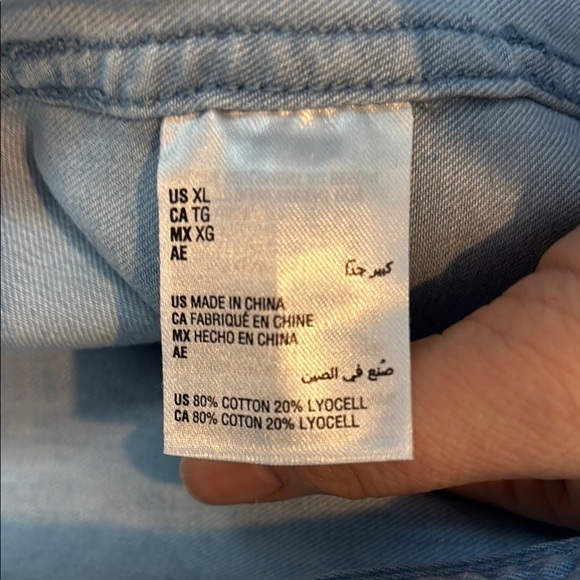 US XL
CA TG
MX XG
AE
كبير جدًا
US MADE IN CHINA
CA FABRIQUÉ EN CHINE
MX HECHO EN CHINA
AE
صُنع في الصين
US 80% COTTON 20% LYOCELL
CA 80% COTON 20% LYOCELL